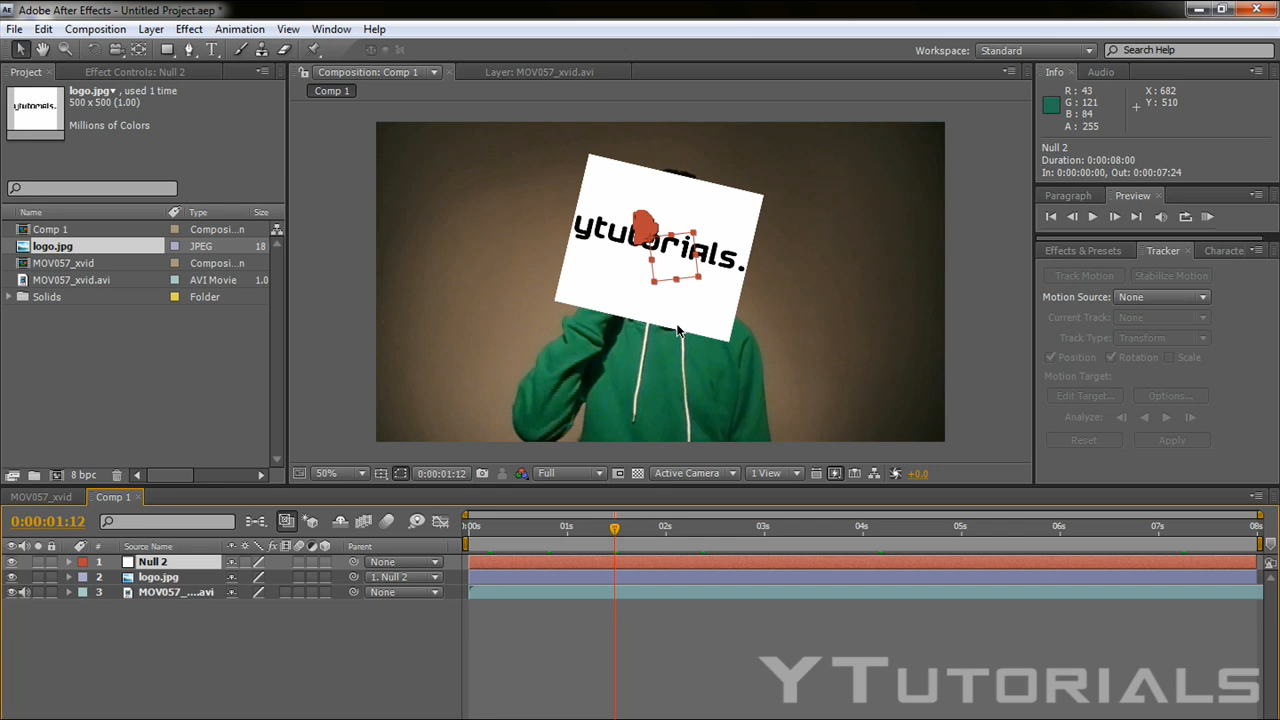 Adobe After Effects - Untitled Project.aep *
File Edit Composition Layer Effect Animation View Window Help
Workspace: Standard Search Help
Project Effect Controls: Null 2
logo.jpg, used 1 time
500 x 500 (1.00)
Millions of Colors
ytutorials.
Name Type Size
Comp 1 Composi...n
logo.jpg JPEG 18
MOV057_xvid Composi...n
MOV057_xvid.avi AVI Movie 1.0
Solids Folder
8 bpc
Composition: Comp 1 Layer: MOV057_xvid.avi
Comp 1
ytutorials.
50% 0:00:01:12 Full Active Camera 1 View +0.0
Info Audio
R: 43 X: 682
G: 121 Y: 510
B: 84
A: 255
Null 2
Duration: 0:00:08:00
In: 0:00:00:00, Out: 0:00:07:24
Paragraph Preview
Effects & Presets Tracker Characte
Track Motion Stabilize Motion
Motion Source: None
Current Track: None
Track Type: Transform
Position Rotation Scale
Motion Target:
Edit Target... Options...
Analyze:
Reset Apply
MOV057_xvid Comp 1
0:00:01:12
:00s 01s 02s 03s 04s 05s 06s 07s 08s
# Source Name Parent
1 Null 2 None
2 logo.jpg 1. Null 2
3 MOV057_....avi None
YTUTORIALS